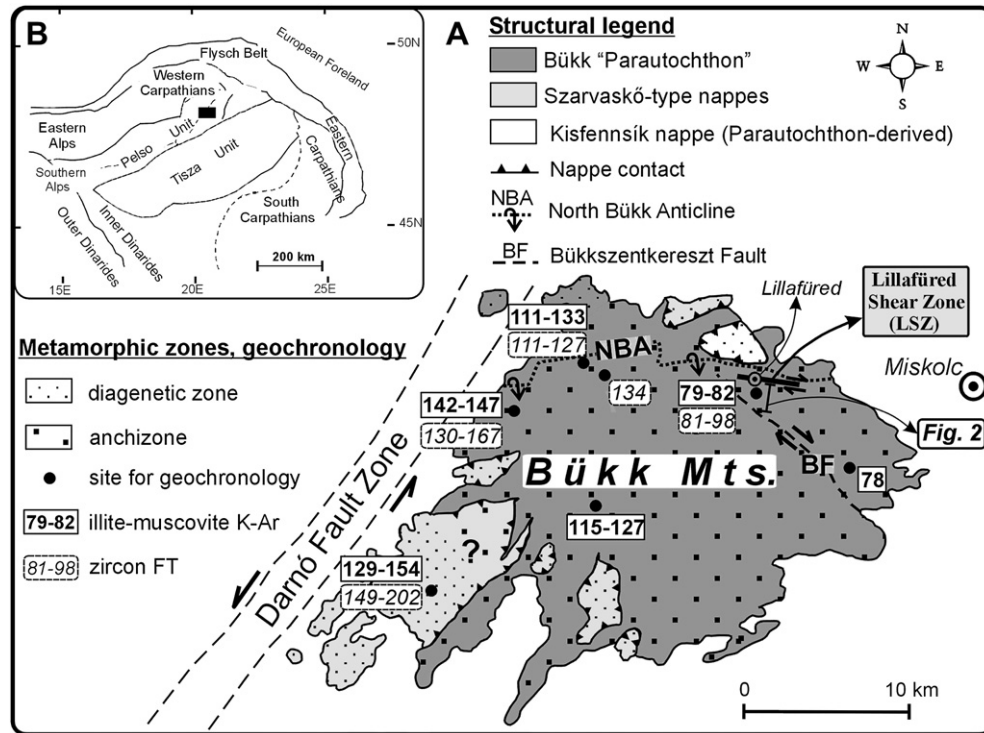 B
50N
45N
15E
20E
25E
European Foreland
Flysch Belt
Western
Carpathians
Eastern
Alps
Pelso
Unit
Tisza
Unit
Southern
Alps
Outer Dinarides
Inner Dinarides
South
Carpathians
Eastern
Carpathians
200 km
A
Structural legend
Bükk "Parautochthon"
Szarvaskő-type nappes
Kisfennsík nappe (Parautochthon-derived)
Nappe contact
NBA
North Bükk Anticline
BF
Bükkszentkereszt Fault
N
W
E
S
Metamorphic zones, geochronology
diagenetic zone
anchizone
site for geochronology
79-82
illite-muscovite K-Ar
81-98
zircon FT
Lillafüred
Lillafüred
Shear Zone
(LSZ)
Miskolc
Fig. 2
111-133
111-127
NBA
134
79-82
81-98
142-147
130-167
BF
78
Bükk Mts.
115-127
?
129-154
149-202
Darnó Fault Zone
0
10 km